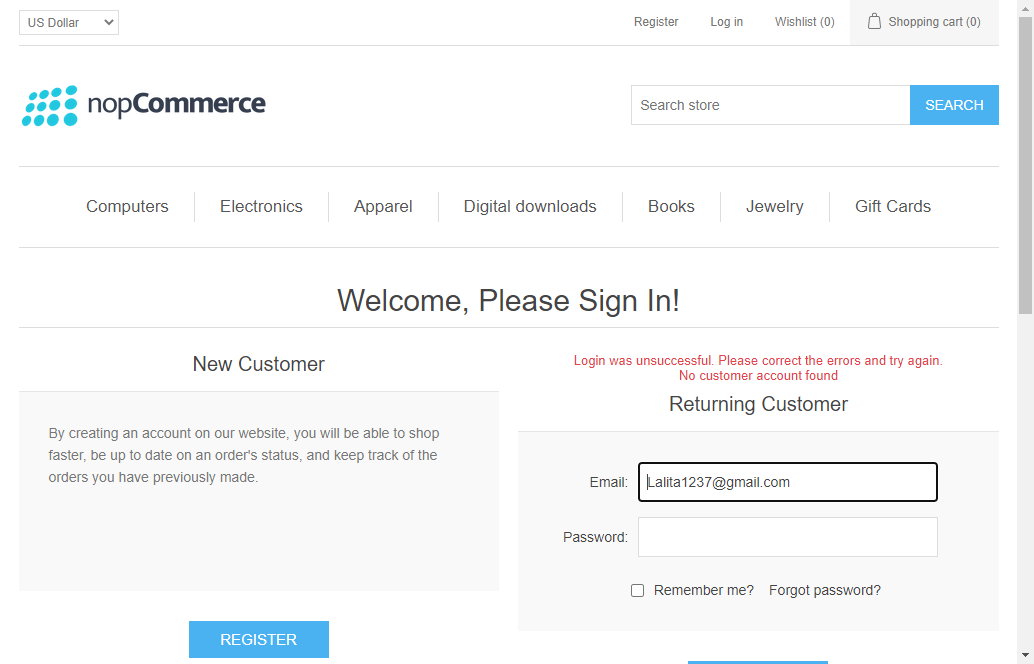 US Dollar
Register
Log in
Wishlist (0)
Shopping cart (0)
nopCommerce
Search store
SEARCH
Computers
Electronics
Apparel
Digital downloads
Books
Jewelry
Gift Cards
Welcome, Please Sign In!
New Customer
By creating an account on our website, you will be able to shop
faster, be up to date on an order's status, and keep track of the
orders you have previously made.
REGISTER
Login was unsuccessful. Please correct the errors and try again.
No customer account found
Returning Customer
Email:
Lalita1237@gmail.com
Password:
Remember me?
Forgot password?